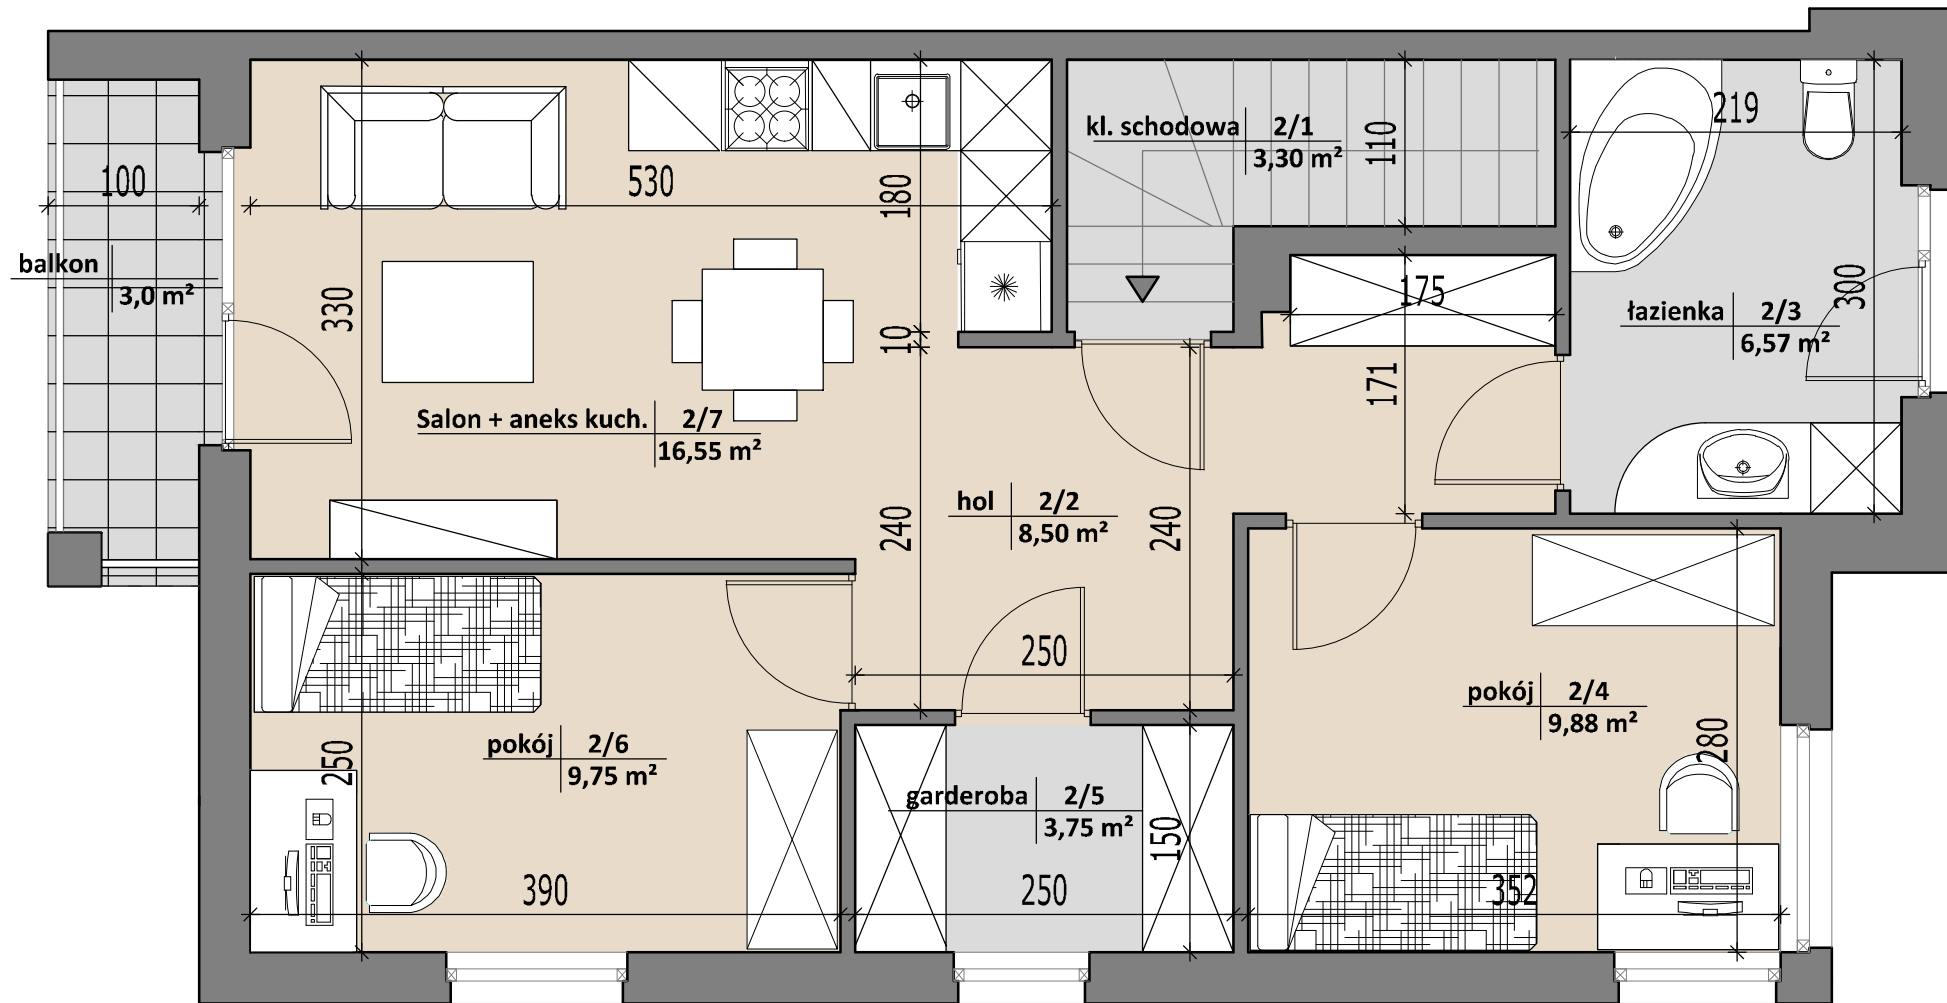 kl. schodowa 2/1
3,30 m²
110
219
100
530
180
balkon
3,0 m²
330
10
175
171
300
łazienka 2/3
6,57 m²
Salon + aneks kuch. 2/7
16,55 m²
hol 2/2
8,50 m²
240
240
250
pokój 2/4
9,88 m²
280
pokój 2/6
9,75 m²
250
garderoba 2/5
3,75 m²
150
390
250
352